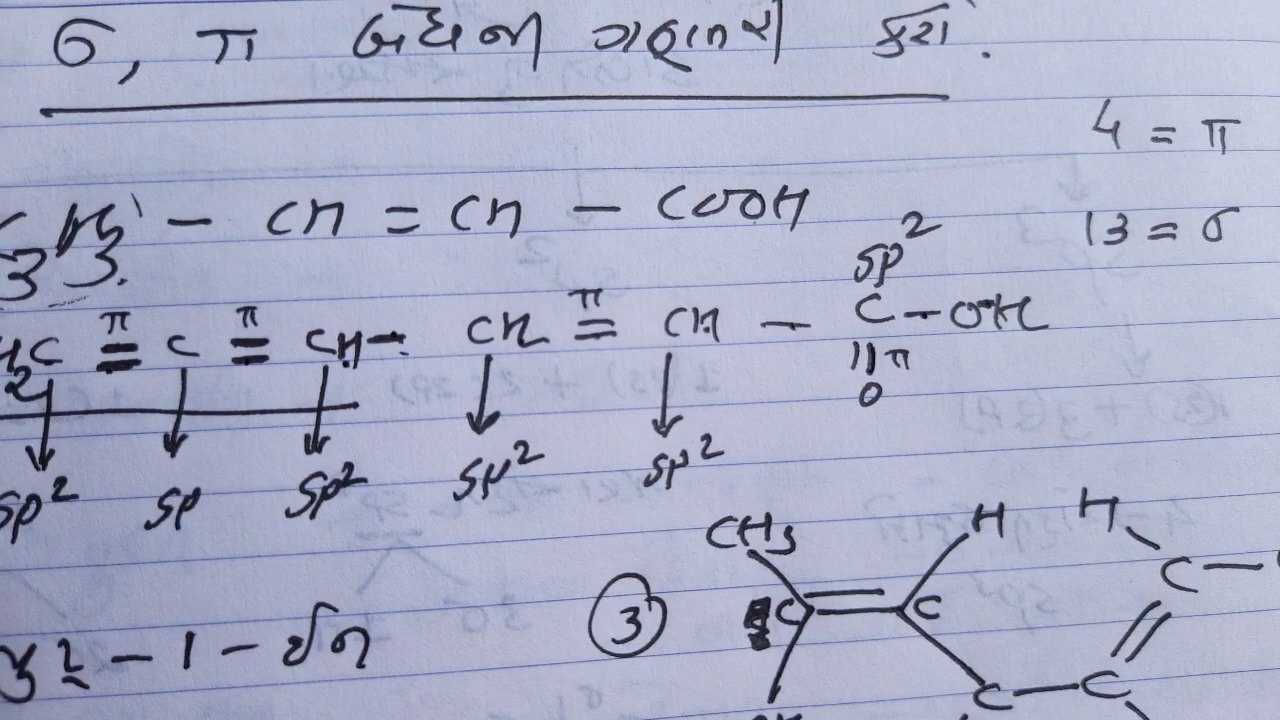 σ, π બંધની ગણતરી કરો.
4 = π
– CH = CH – COOH
13 = σ
sp²
π π π
H₂C = C = CH – CH = CH – C – OH
|| π
O
sp² sp sp² sp² sp²
CH₃ H H
③ C = C C –
– 1 –
C – C